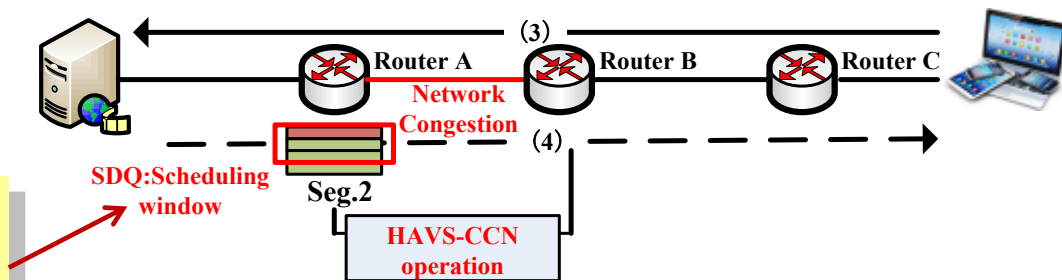 (3)
Router A
Router B
Router C
Network
Congestion
(4)
SDQ:Scheduling
window
Seg.2
HAVS-CCN
operation